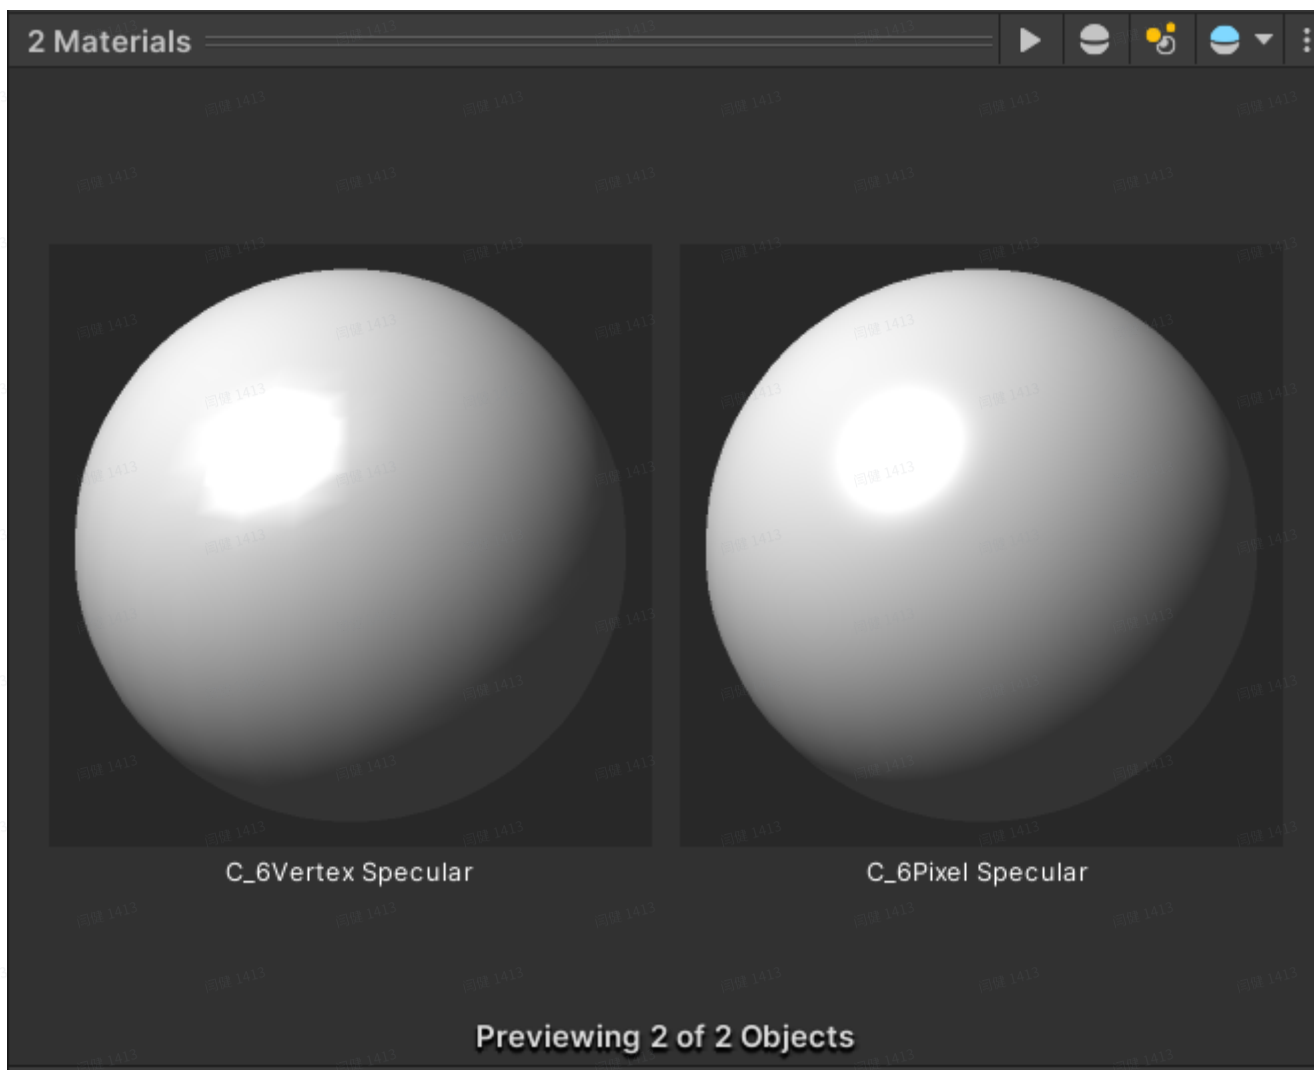 2 Materials
C_6Vertex Specular
C_6Pixel Specular
Previewing 2 of 2 Objects